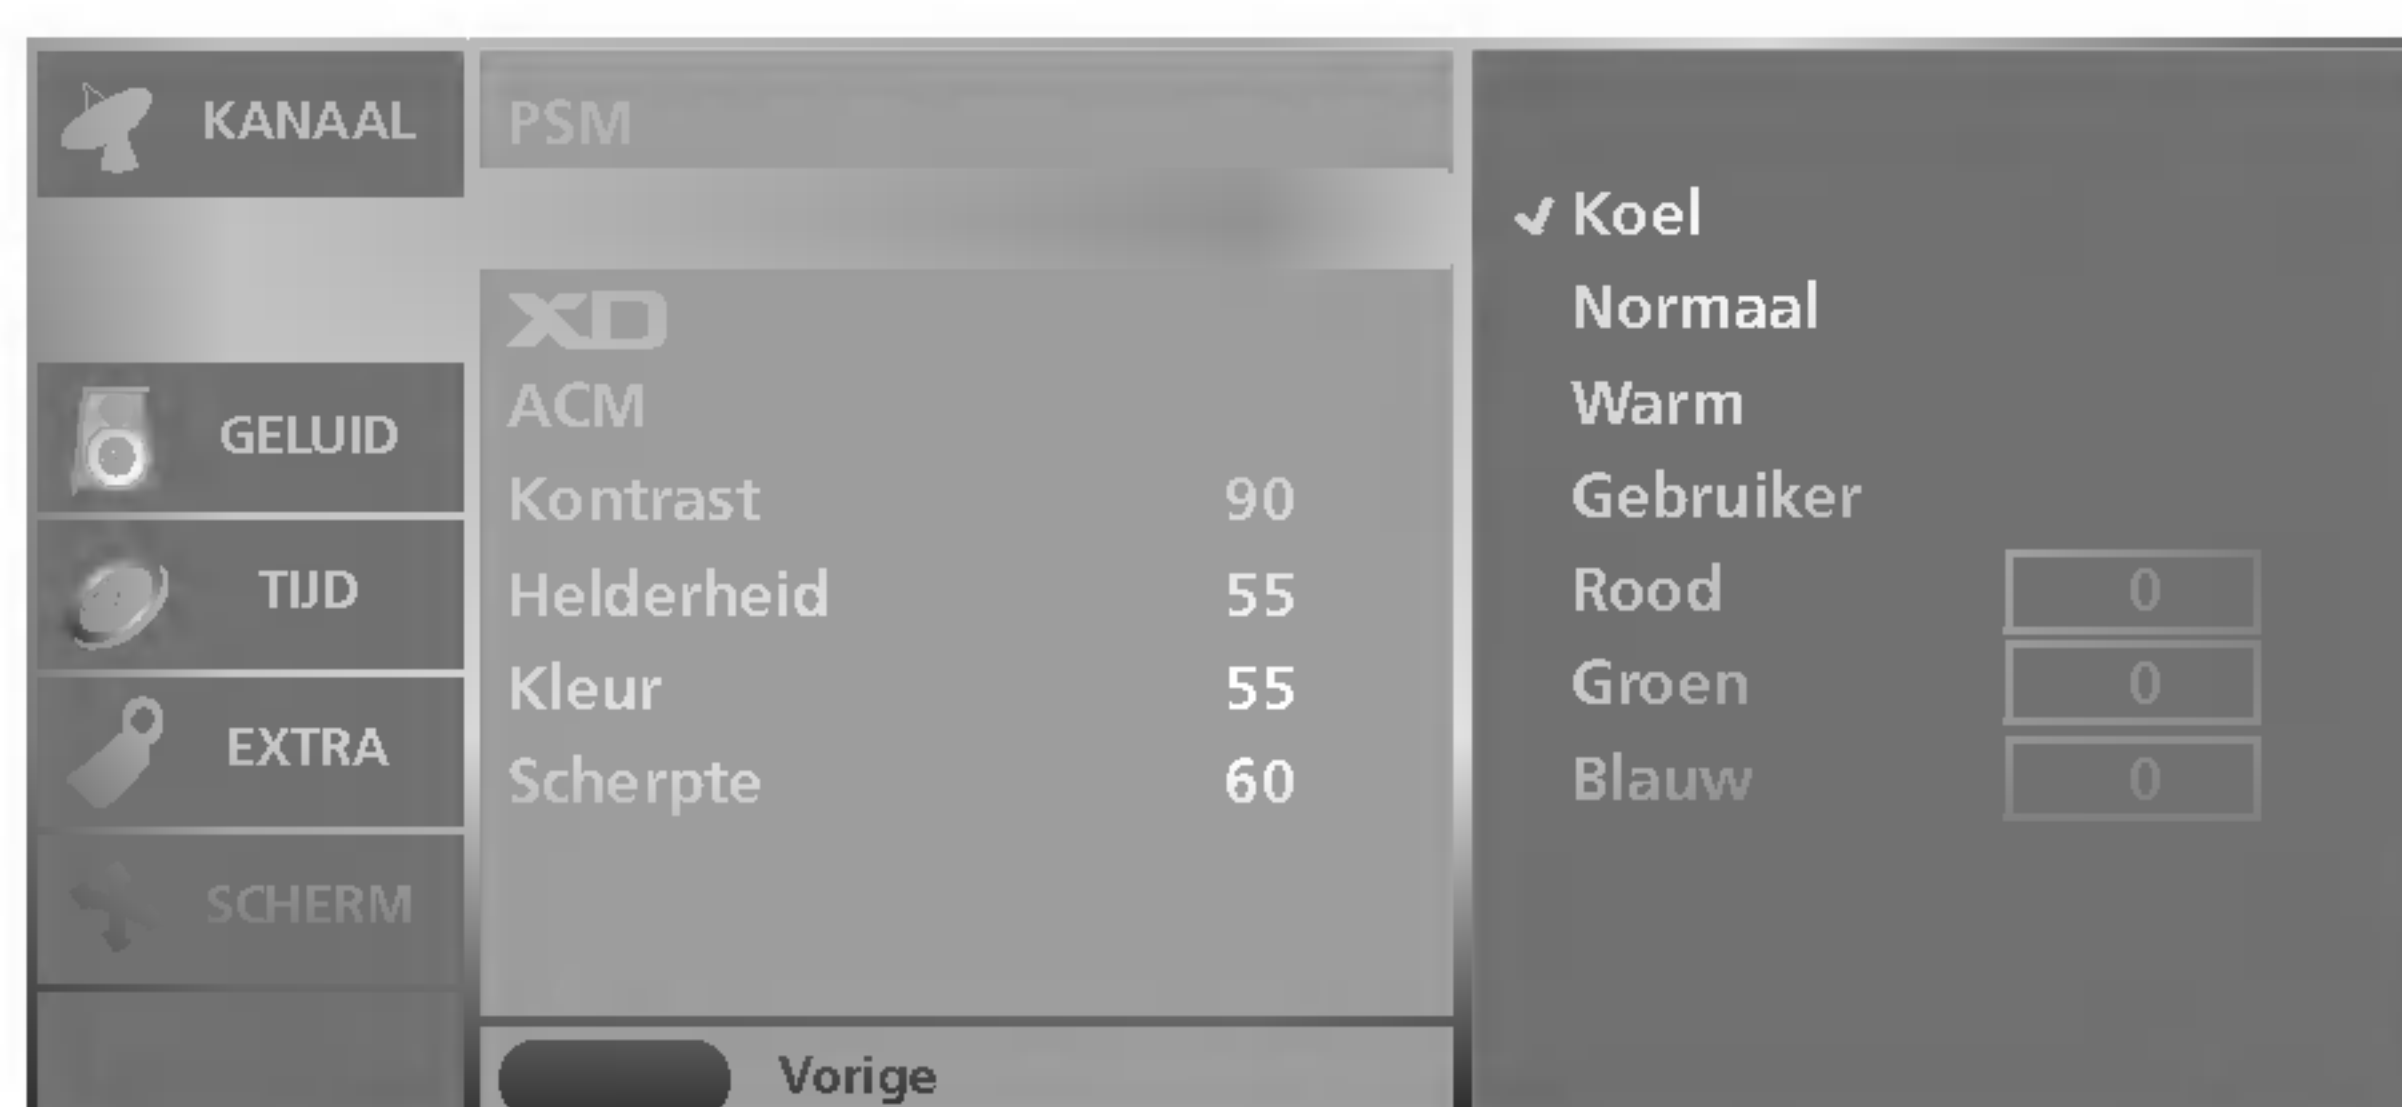 KANAAL
GELUID
TIJD
EXTRA
SCHERM
PSM
XD
ACM
Kontrast 90
Helderheid 55
Kleur 55
Scherpte 60
Vorige
Koel
Normaal
Warm
Gebruiker
Rood 0
Groen 0
Blauw 0